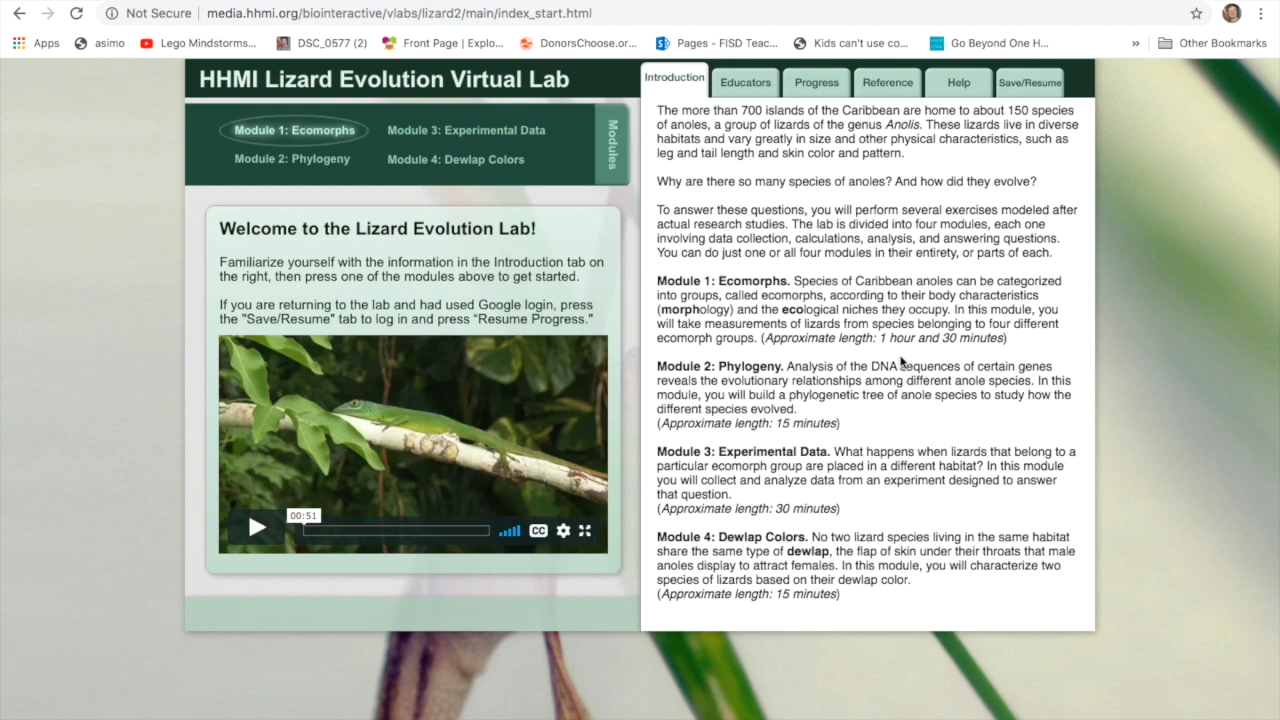 Not Secure | media.hhmi.org/biointeractive/vlabs/lizard2/main/index_start.html
Apps asimo Lego Mindstorms... DSC_0577 (2) Front Page | Explo... DonorsChoose.or... Pages - FISD Teac... Kids can't use co... Go Beyond One H... » Other Bookmarks
HHMI Lizard Evolution Virtual Lab
Introduction Educators Progress Reference Help Save/Resume
Module 1: Ecomorphs Module 3: Experimental Data
Module 2: Phylogeny Module 4: Dewlap Colors
Modules
Welcome to the Lizard Evolution Lab!
Familiarize yourself with the information in the Introduction tab on
the right, then press one of the modules above to get started.
If you are returning to the lab and had used Google login, press
the "Save/Resume" tab to log in and press “Resume Progress."
00:51
CC
The more than 700 islands of the Caribbean are home to about 150 species
of anoles, a group of lizards of the genus Anolis. These lizards live in diverse
habitats and vary greatly in size and other physical characteristics, such as
leg and tail length and skin color and pattern.
Why are there so many species of anoles? And how did they evolve?
To answer these questions, you will perform several exercises modeled after
actual research studies. The lab is divided into four modules, each one
involving data collection, calculations, analysis, and answering questions.
You can do just one or all four modules in their entirety, or parts of each.
Module 1: Ecomorphs. Species of Caribbean anoles can be categorized
into groups, called ecomorphs, according to their body characteristics
(morphology) and the ecological niches they occupy. In this module, you
will take measurements of lizards from species belonging to four different
ecomorph groups. (Approximate length: 1 hour and 30 minutes)
Module 2: Phylogeny. Analysis of the DNA sequences of certain genes
reveals the evolutionary relationships among different anole species. In this
module, you will build a phylogenetic tree of anole species to study how the
different species evolved.
(Approximate length: 15 minutes)
Module 3: Experimental Data. What happens when lizards that belong to a
particular ecomorph group are placed in a different habitat? In this module
you will collect and analyze data from an experiment designed to answer
that question.
(Approximate length: 30 minutes)
Module 4: Dewlap Colors. No two lizard species living in the same habitat
share the same type of dewlap, the flap of skin under their throats that male
anoles display to attract females. In this module, you will characterize two
species of lizards based on their dewlap color.
(Approximate length: 15 minutes)